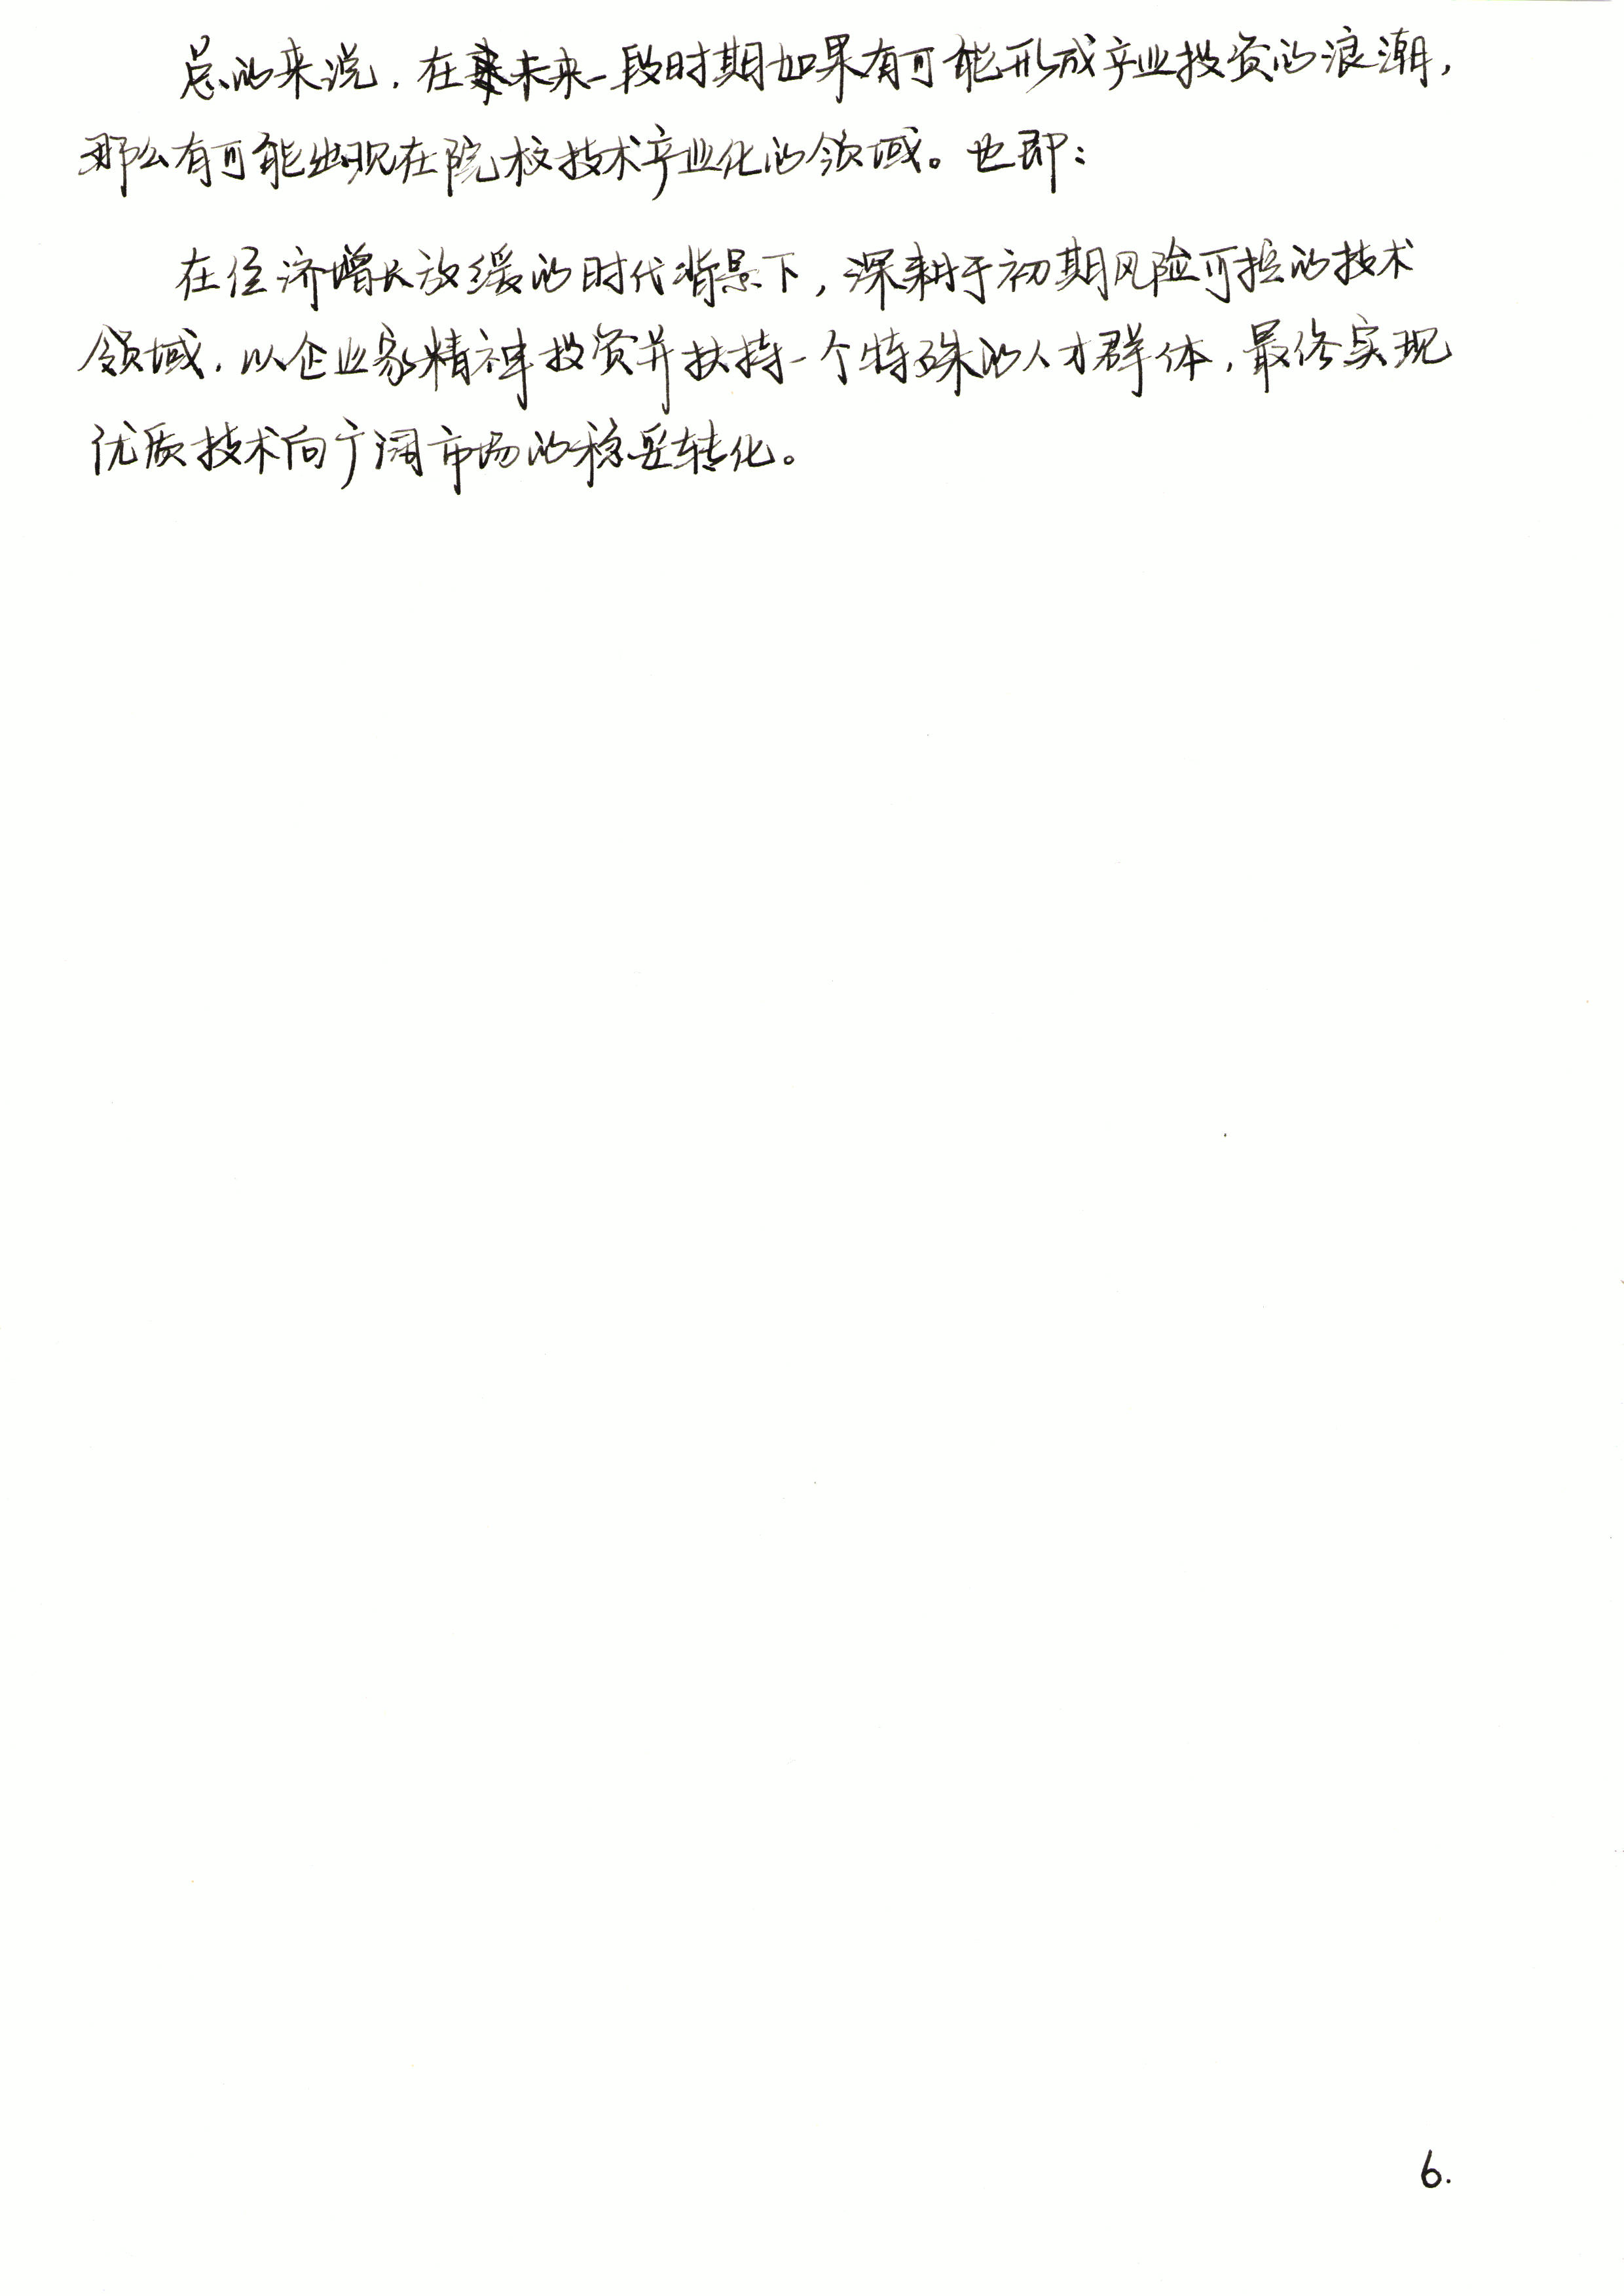 总的来说，在未来一段时期如果有可能形成产业投资的浪潮，
那么有可能出现在院校技术产业化的领域。也即：
在经济增长放缓的时代背景下，深耕于初期风险可控的技术
领域，以企业家精神投资并扶持一个特殊的人才群体，最终实现
优质技术向广阔市场的稳妥转化。
6.